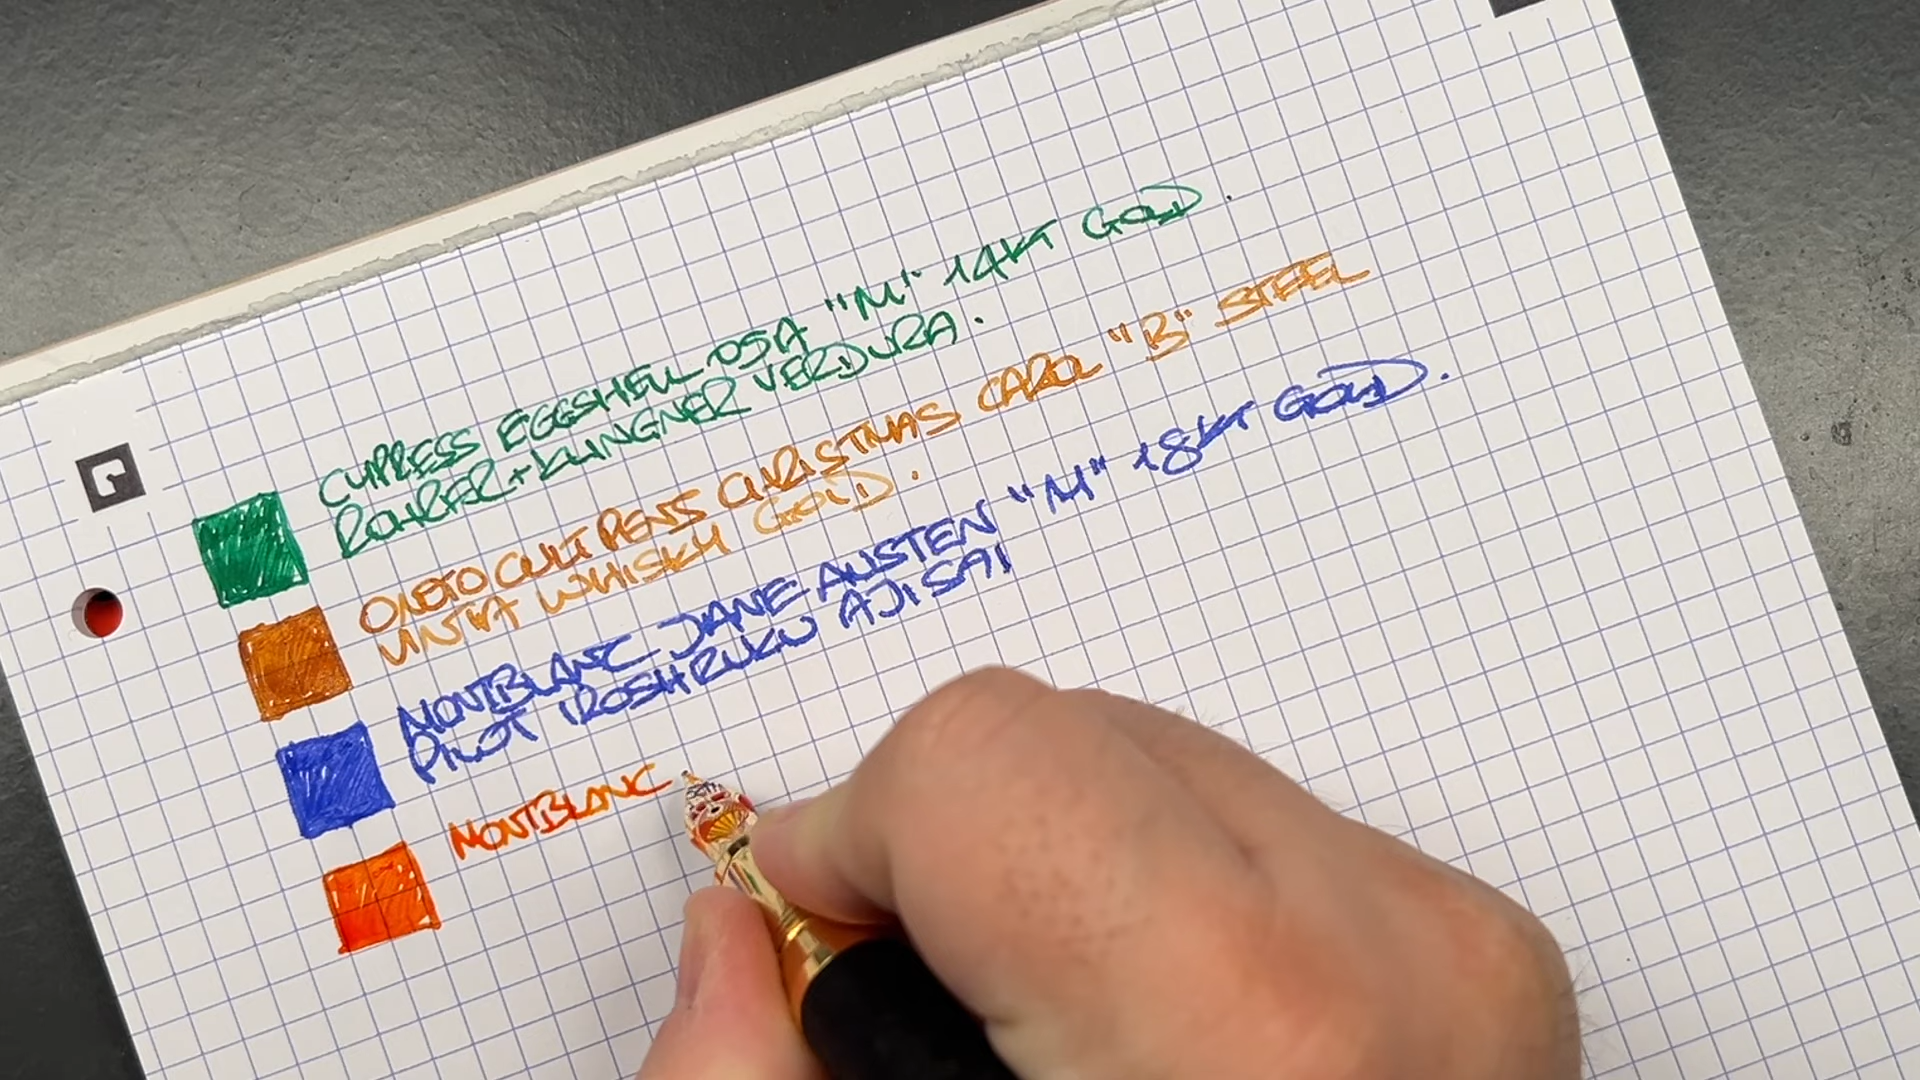 CYPRESS EGGSHELL OSA "M" 14KT GOLD.
ROHRER+KLINGNER VERDURA.
ONOTO CULT PENS CHRISTMAS CAROL "B" STEEL
VINTA WHISKY GOLD.
MONTBLANC JANE AUSTEN "M" 18KT GOLD.
PILOT IROSHIZUKU AJISAI
MONTBLANC